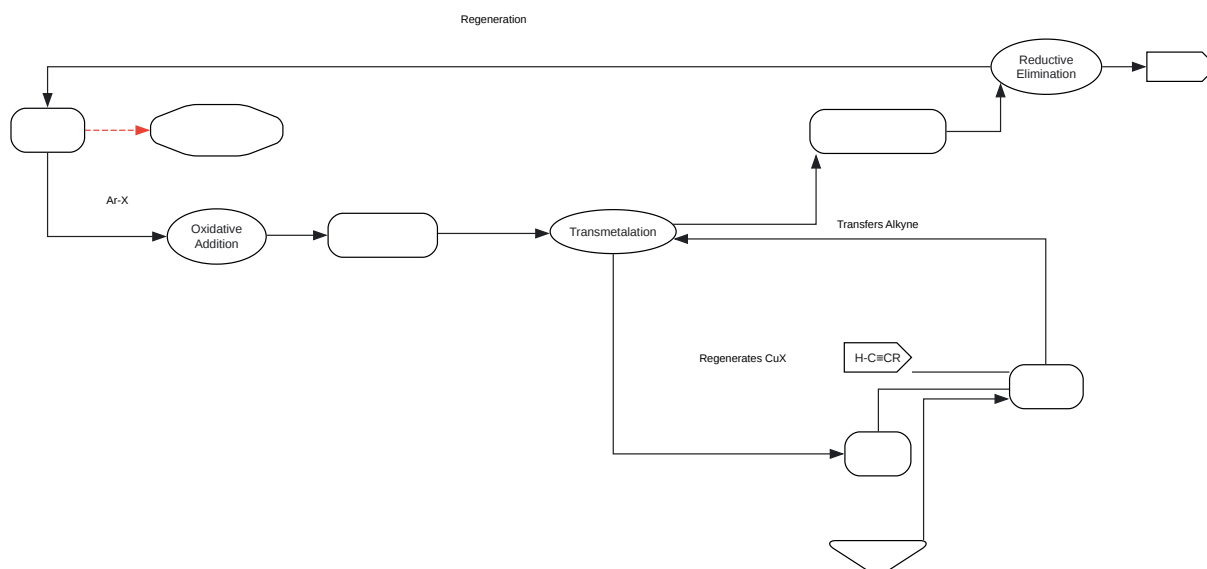 Regeneration
Reductive
Elimination
Ar-X
Oxidative
Addition
Transmetalation
Transfers Alkyne
Regenerates CuX
H-C≡CR